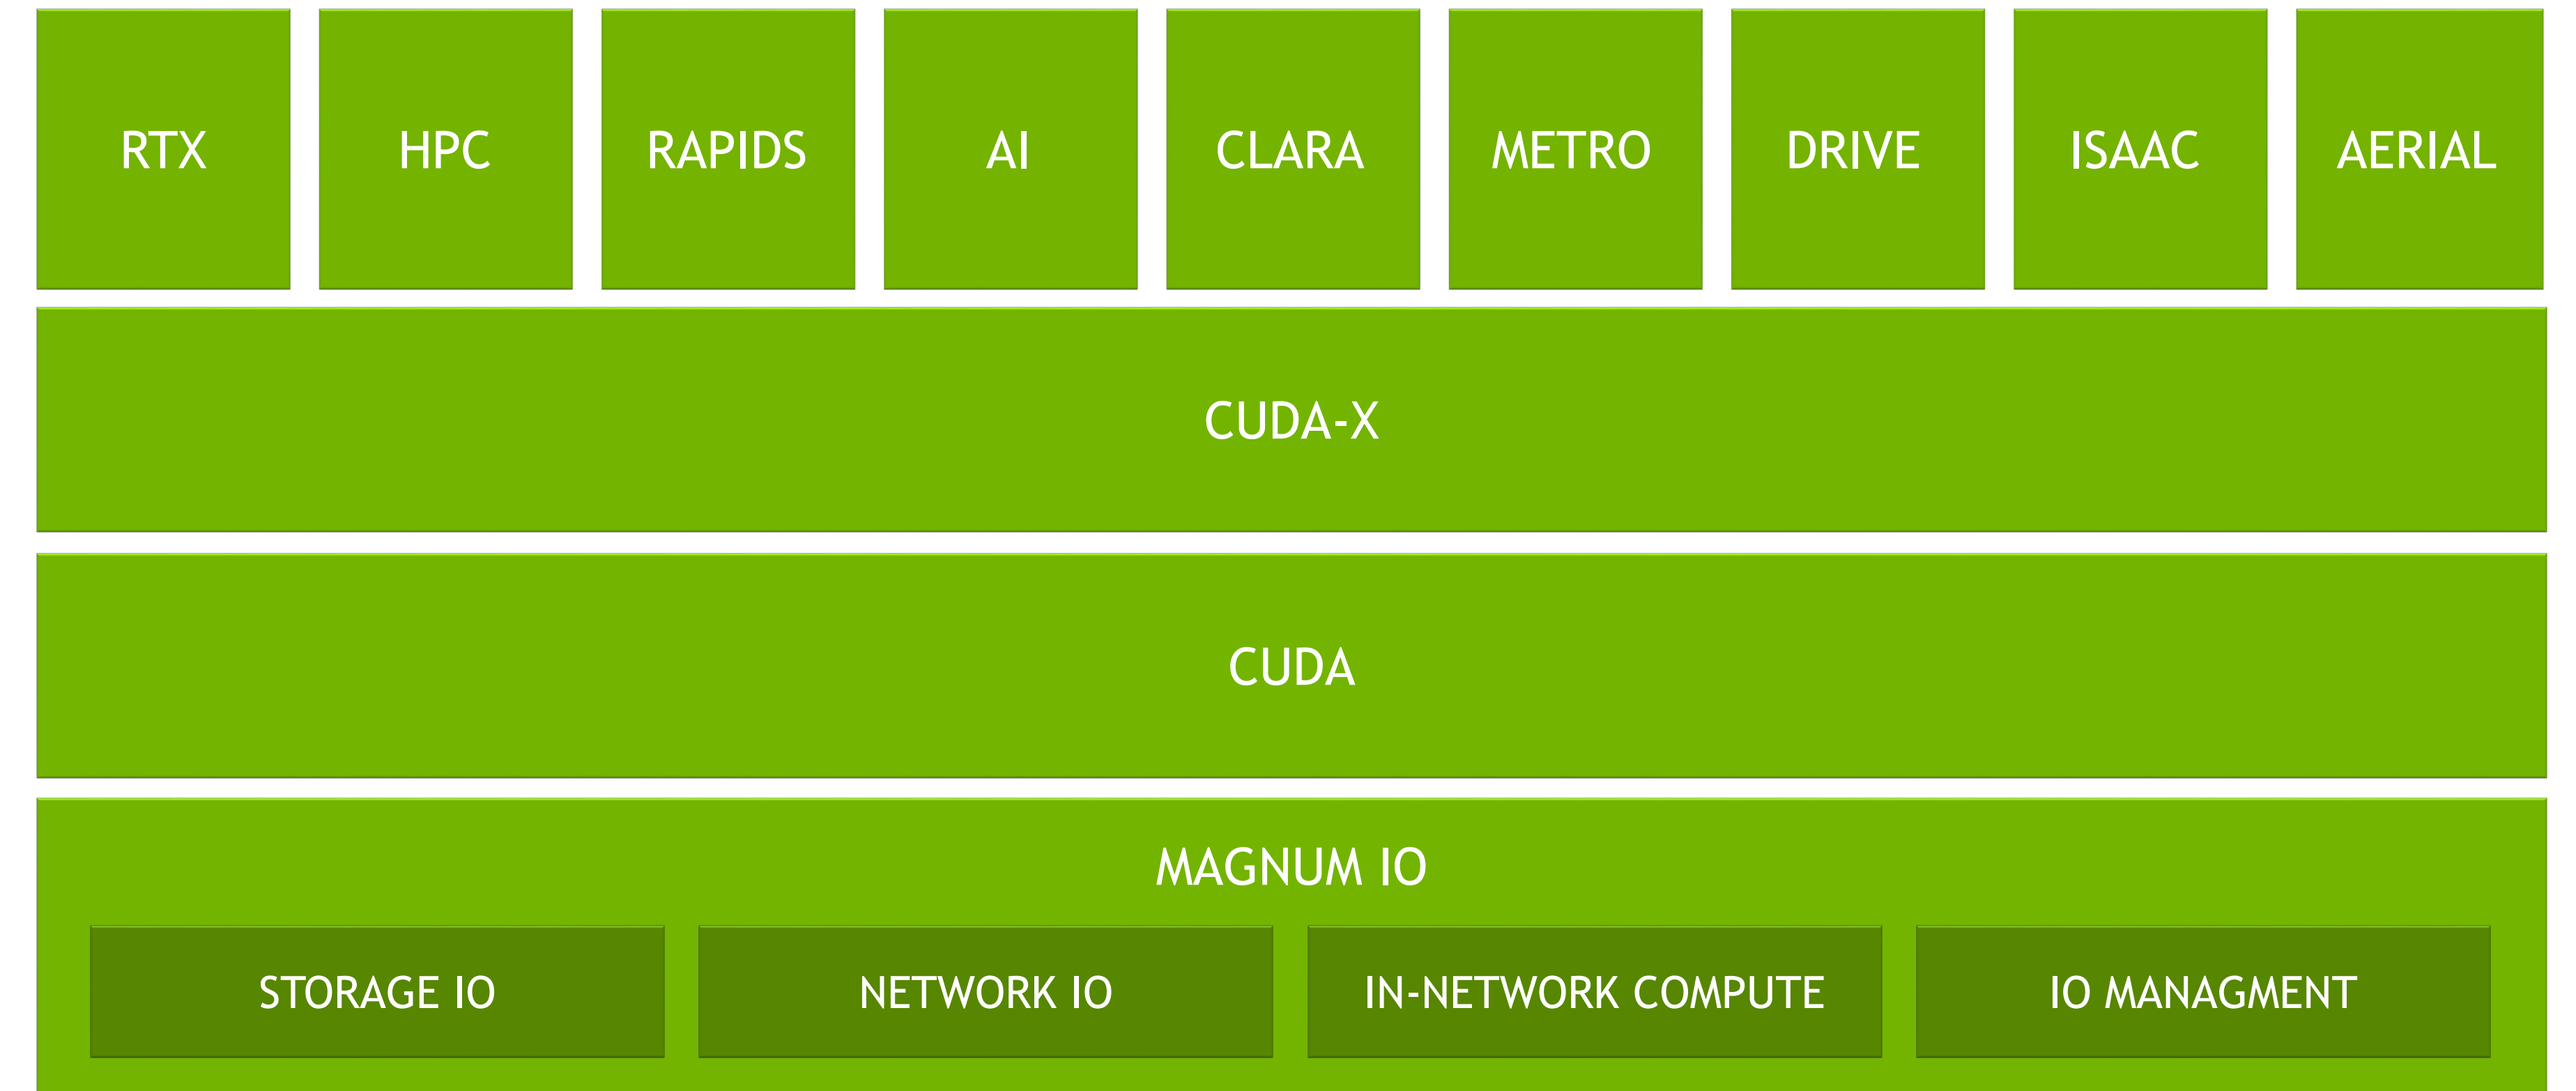 RTX
HPC
RAPIDS
AI
CLARA
METRO
DRIVE
ISAAC
AERIAL
CUDA-X
CUDA
MAGNUM IO
STORAGE IO
NETWORK IO
IN-NETWORK COMPUTE
IO MANAGMENT